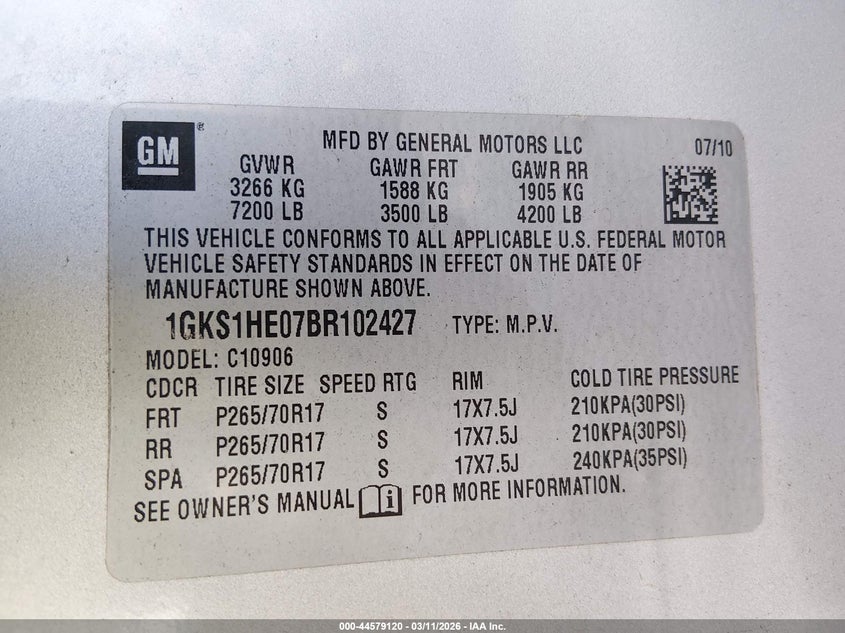 GM ®
MFD BY GENERAL MOTORS LLC 07/10
GVWR GAWR FRT GAWR RR
3266 KG 1588 KG 1905 KG
7200 LB 3500 LB 4200 LB
THIS VEHICLE CONFORMS TO ALL APPLICABLE U.S. FEDERAL MOTOR
VEHICLE SAFETY STANDARDS IN EFFECT ON THE DATE OF
MANUFACTURE SHOWN ABOVE.
1GKS1HE07BR102427 TYPE: M.P.V.
MODEL: C10906
CDCR TIRE SIZE SPEED RTG RIM COLD TIRE PRESSURE
FRT P265/70R17 S 17X7.5J 210KPA(30PSI)
RR P265/70R17 S 17X7.5J 210KPA(30PSI)
SPA P265/70R17 S 17X7.5J 240KPA(35PSI)
SEE OWNER'S MANUAL i FOR MORE INFORMATION.
000-44579120 - 03/11/2026 - IAA Inc.